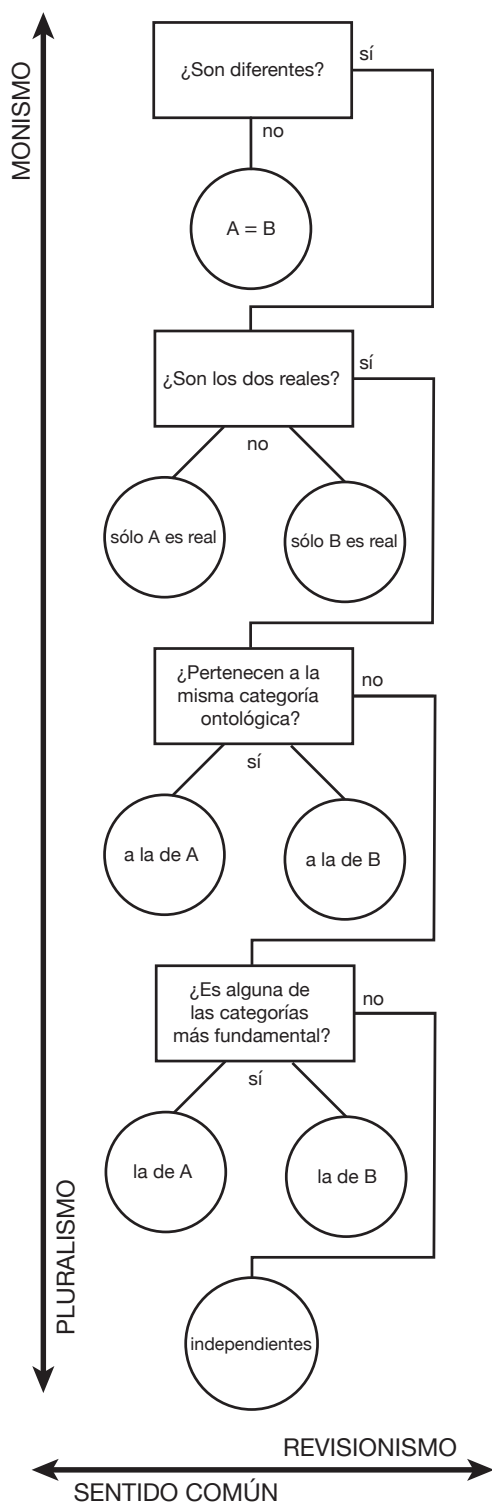 MONISMO
¿Son diferentes?
sí
no
A = B
¿Son los dos reales?
sí
no
sólo A es real
sólo B es real
¿Pertenecen a la
misma categoría
ontológica?
no
sí
a la de A
a la de B
¿Es alguna de
las categorías
más fundamental?
no
sí
la de A
la de B
PLURALISMO
independientes
REVISIONISMO
SENTIDO COMÚN